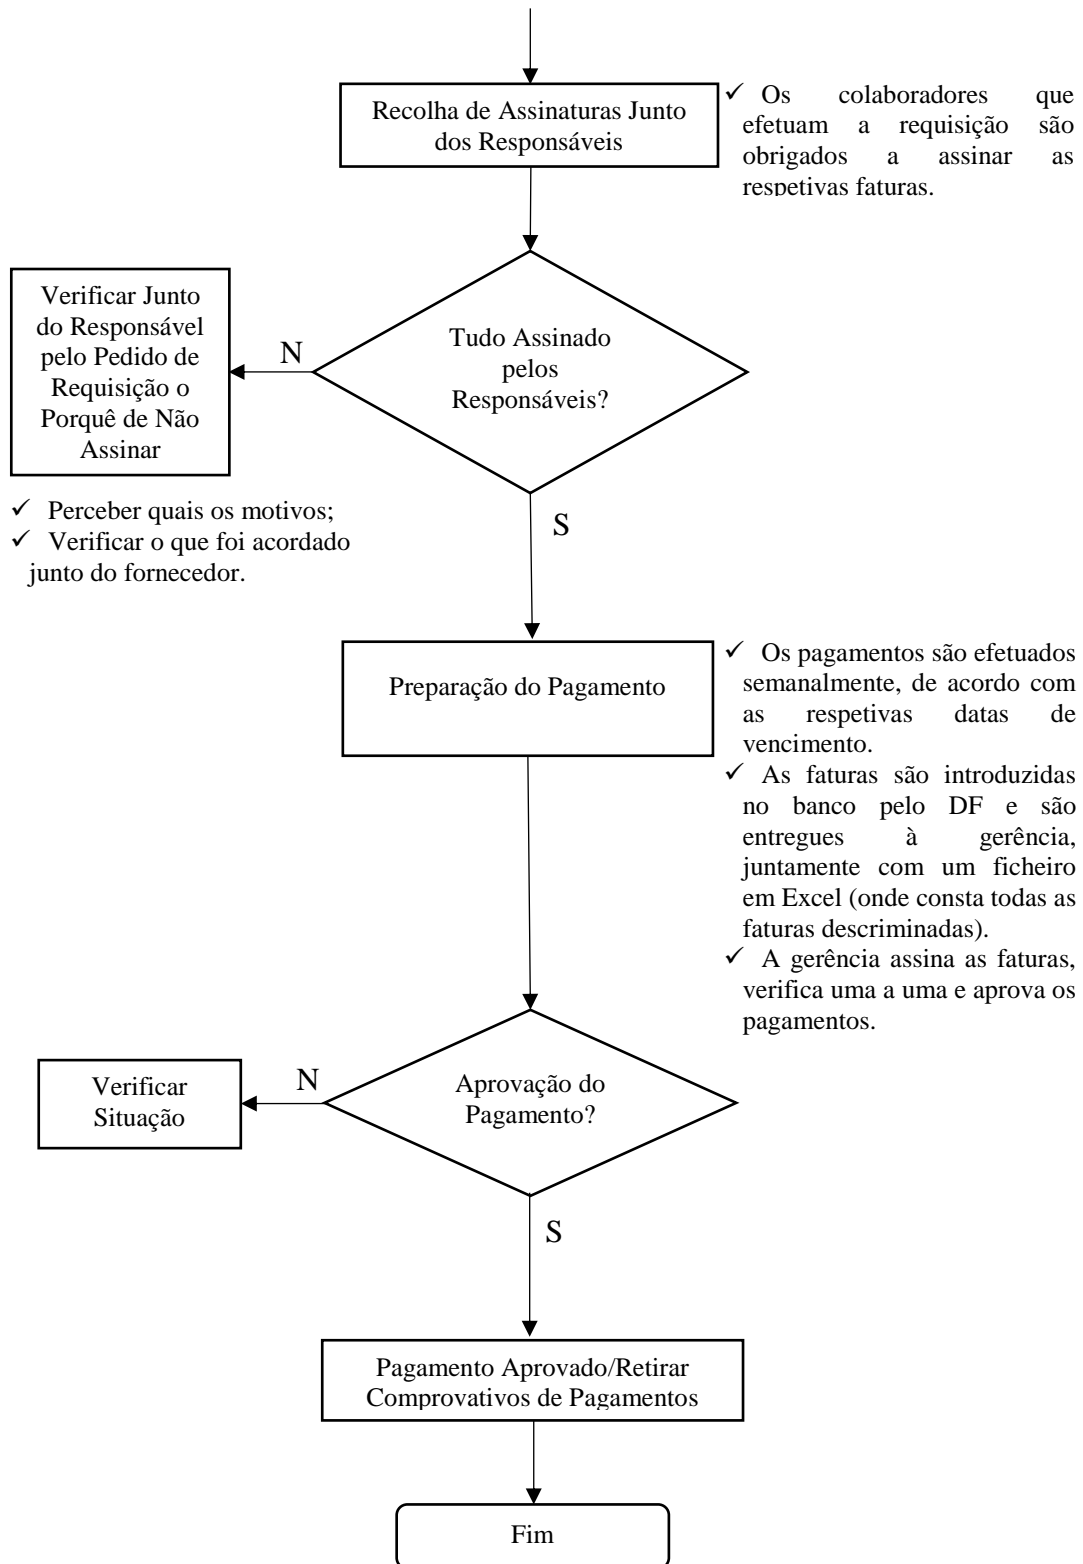 Recolha de Assinaturas Junto
dos Responsáveis
✓ Os colaboradores que
efetuam a requisição são
obrigados a assinar as
respetivas faturas.
Tudo Assinado
pelos
Responsáveis?
N
Verificar Junto
do Responsável
pelo Pedido de
Requisição o
Porquê de Não
Assinar
✓ Perceber quais os motivos;
✓ Verificar o que foi acordado
junto do fornecedor.
S
Preparação do Pagamento
✓ Os pagamentos são efetuados
semanalmente, de acordo com
as respetivas datas de
vencimento.
✓ As faturas são introduzidas
no banco pelo DF e são
entregues à gerência,
juntamente com um ficheiro
em Excel (onde consta todas as
faturas descriminadas).
✓ A gerência assina as faturas,
verifica uma a uma e aprova os
pagamentos.
Aprovação do
Pagamento?
N
Verificar
Situação
S
Pagamento Aprovado/Retirar
Comprovativos de Pagamentos
Fim